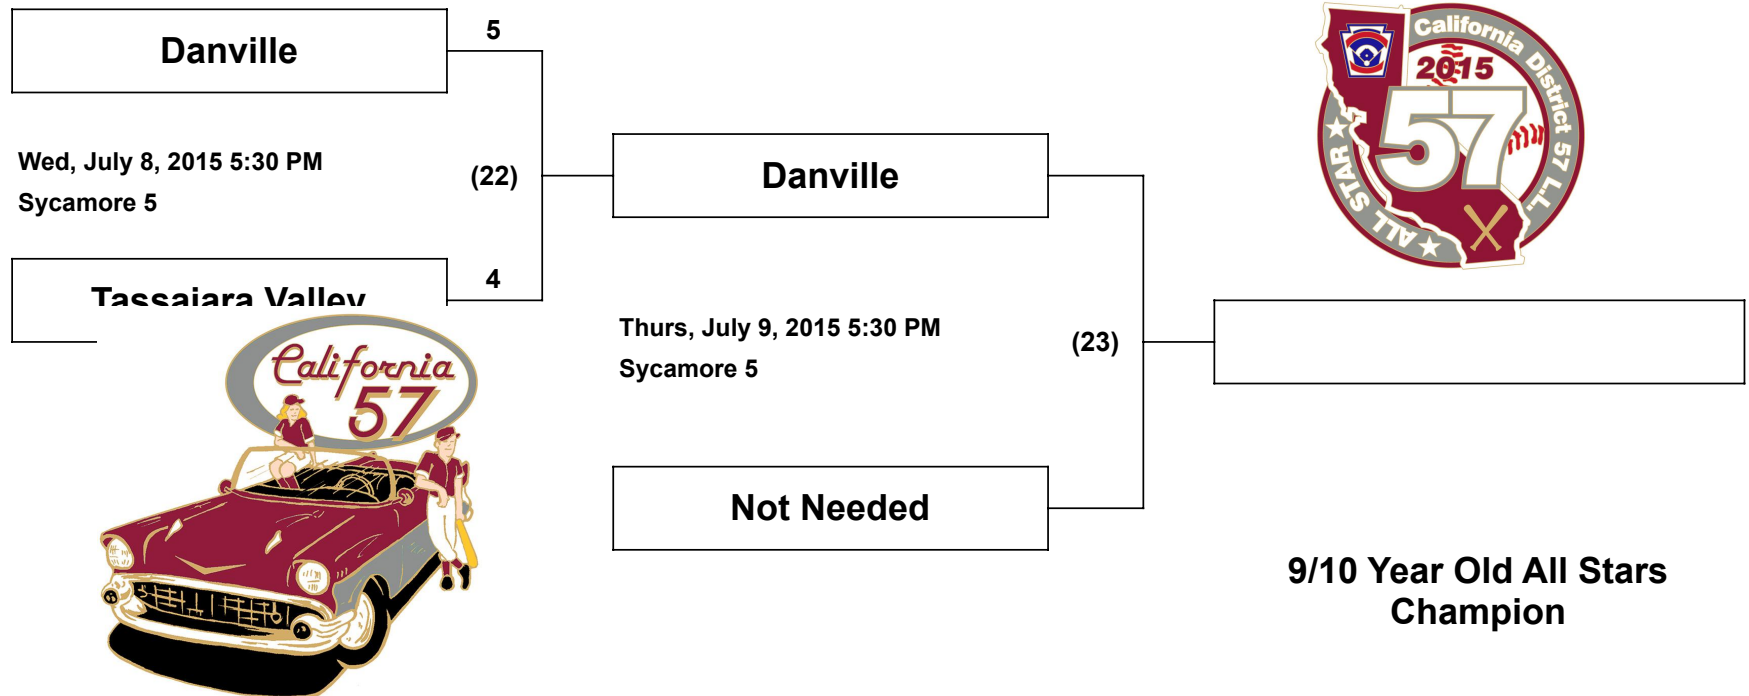 5
Danville
Wed, July 8, 2015 5:30 PM
Sycamore 5
(22)
Danville
4
Tassajara Valley
Thurs, July 9, 2015 5:30 PM
Sycamore 5
(23)
Not Needed
9/10 Year Old All Stars
Champion
California District 57 L.L.
2015
57
ALL STAR
California
57